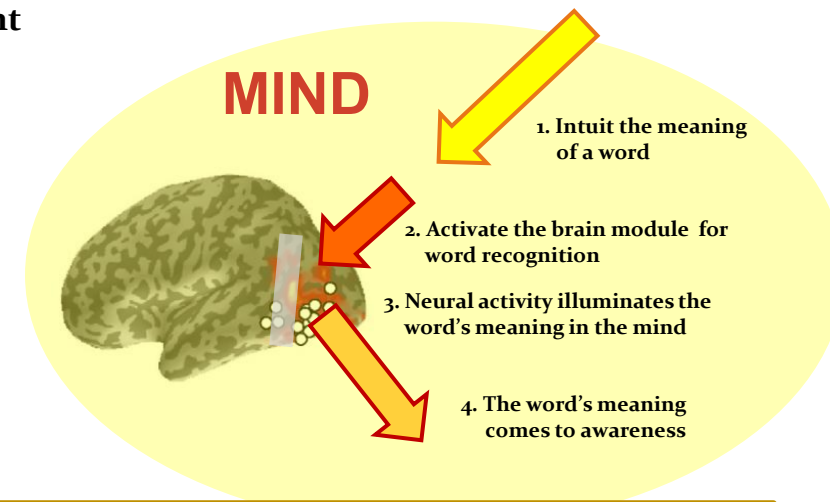 nt
MIND
1. Intuit the meaning
of a word
2. Activate the brain module for
word recognition
3. Neural activity illuminates the
word's meaning in the mind
4. The word's meaning
comes to awareness